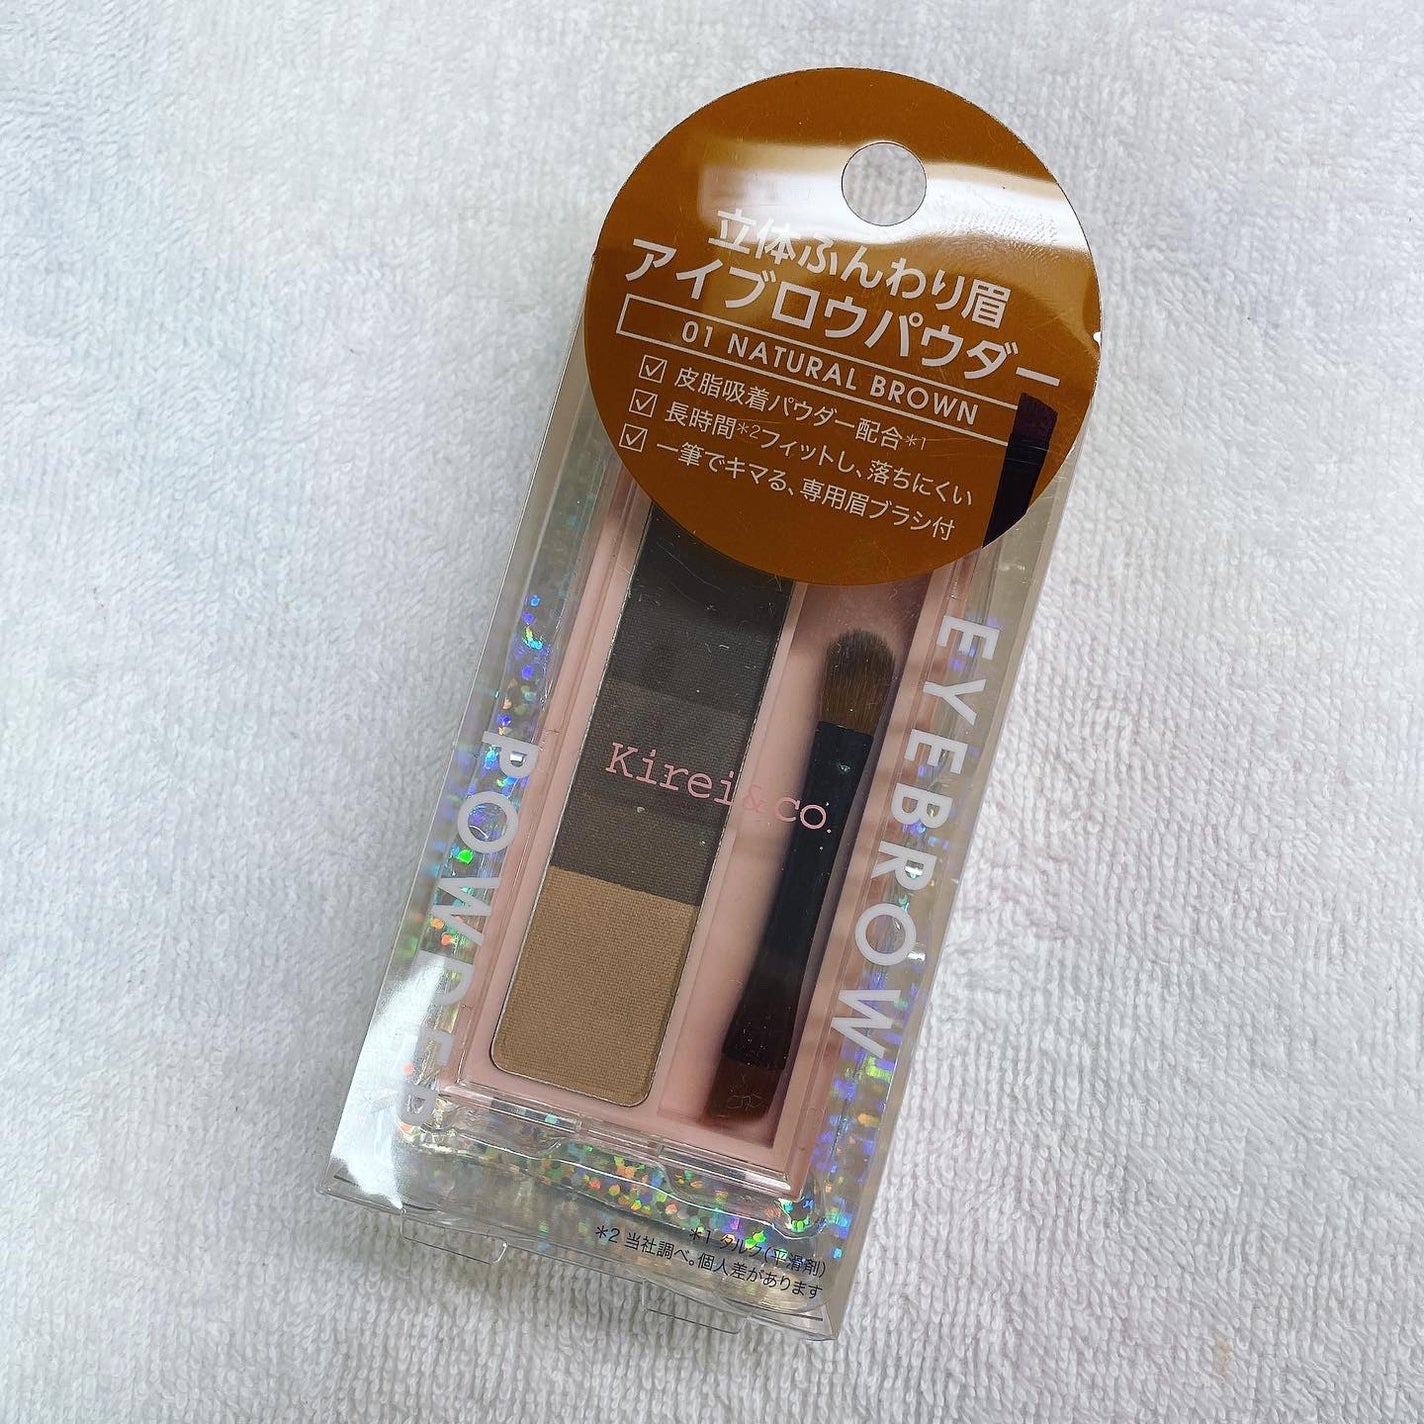 立体ふんわり眉
アイブロウパウダー
01 NATURAL BROWN
☑ 皮脂吸着パウダー配合＊1
☑ 長時間＊2フィットし、落ちにくい
☑ 一筆でキマる、専用眉ブラシ付
EYEBROW
POWDER
Kirei&co.
＊1 タルク(平滑剤)
＊2 当社調べ。個人差があります